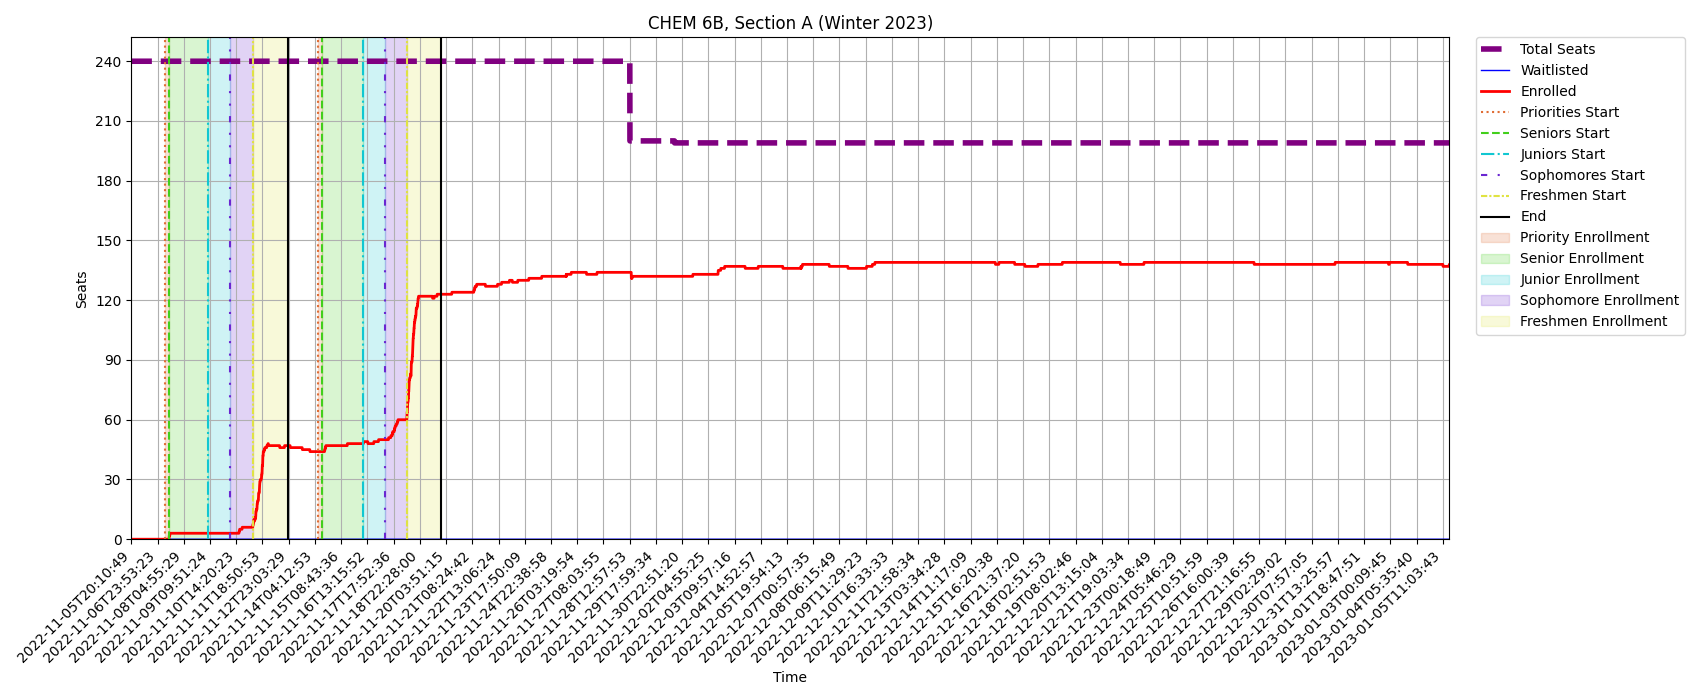 CHEM 6B, Section A (Winter 2023)
Total Seats
Waitlisted
Enrolled
Priorities Start
Seniors Start
Juniors Start
Sophomores Start
Freshmen Start
End
Priority Enrollment
Senior Enrollment
Junior Enrollment
Sophomore Enrollment
Freshmen Enrollment
Seats
240
210
180
150
120
90
60
30
0
2022-11-05T20:10:49
2022-11-06T23:53:23
2022-11-08T04:55:29
2022-11-09T09:51:24
2022-11-10T14:20:23
2022-11-11T18:50:53
2022-11-12T23:03:29
2022-11-14T04:12:53
2022-11-15T08:43:36
2022-11-16T13:15:52
2022-11-17T17:52:36
2022-11-18T22:28:00
2022-11-20T03:51:15
2022-11-21T08:24:42
2022-11-22T13:06:24
2022-11-23T17:50:09
2022-11-24T22:38:58
2022-11-26T03:19:54
2022-11-27T08:03:55
2022-11-28T12:57:53
2022-11-29T17:59:34
2022-11-30T22:51:20
2022-12-02T04:55:25
2022-12-03T09:57:16
2022-12-04T14:52:57
2022-12-05T19:54:13
2022-12-07T00:57:35
2022-12-08T06:15:49
2022-12-09T11:29:23
2022-12-10T16:33:33
2022-12-11T21:58:34
2022-12-13T03:34:28
2022-12-14T11:17:09
2022-12-15T16:20:38
2022-12-16T21:37:20
2022-12-18T02:51:53
2022-12-19T08:02:46
2022-12-20T13:15:04
2022-12-21T19:03:34
2022-12-23T00:18:49
2022-12-24T05:46:29
2022-12-25T10:51:59
2022-12-26T16:00:39
2022-12-27T21:16:55
2022-12-29T02:29:02
2022-12-30T07:57:05
2022-12-31T13:25:57
2023-01-01T18:47:51
2023-01-03T00:09:45
2023-01-04T05:35:40
2023-01-05T11:03:43
Time